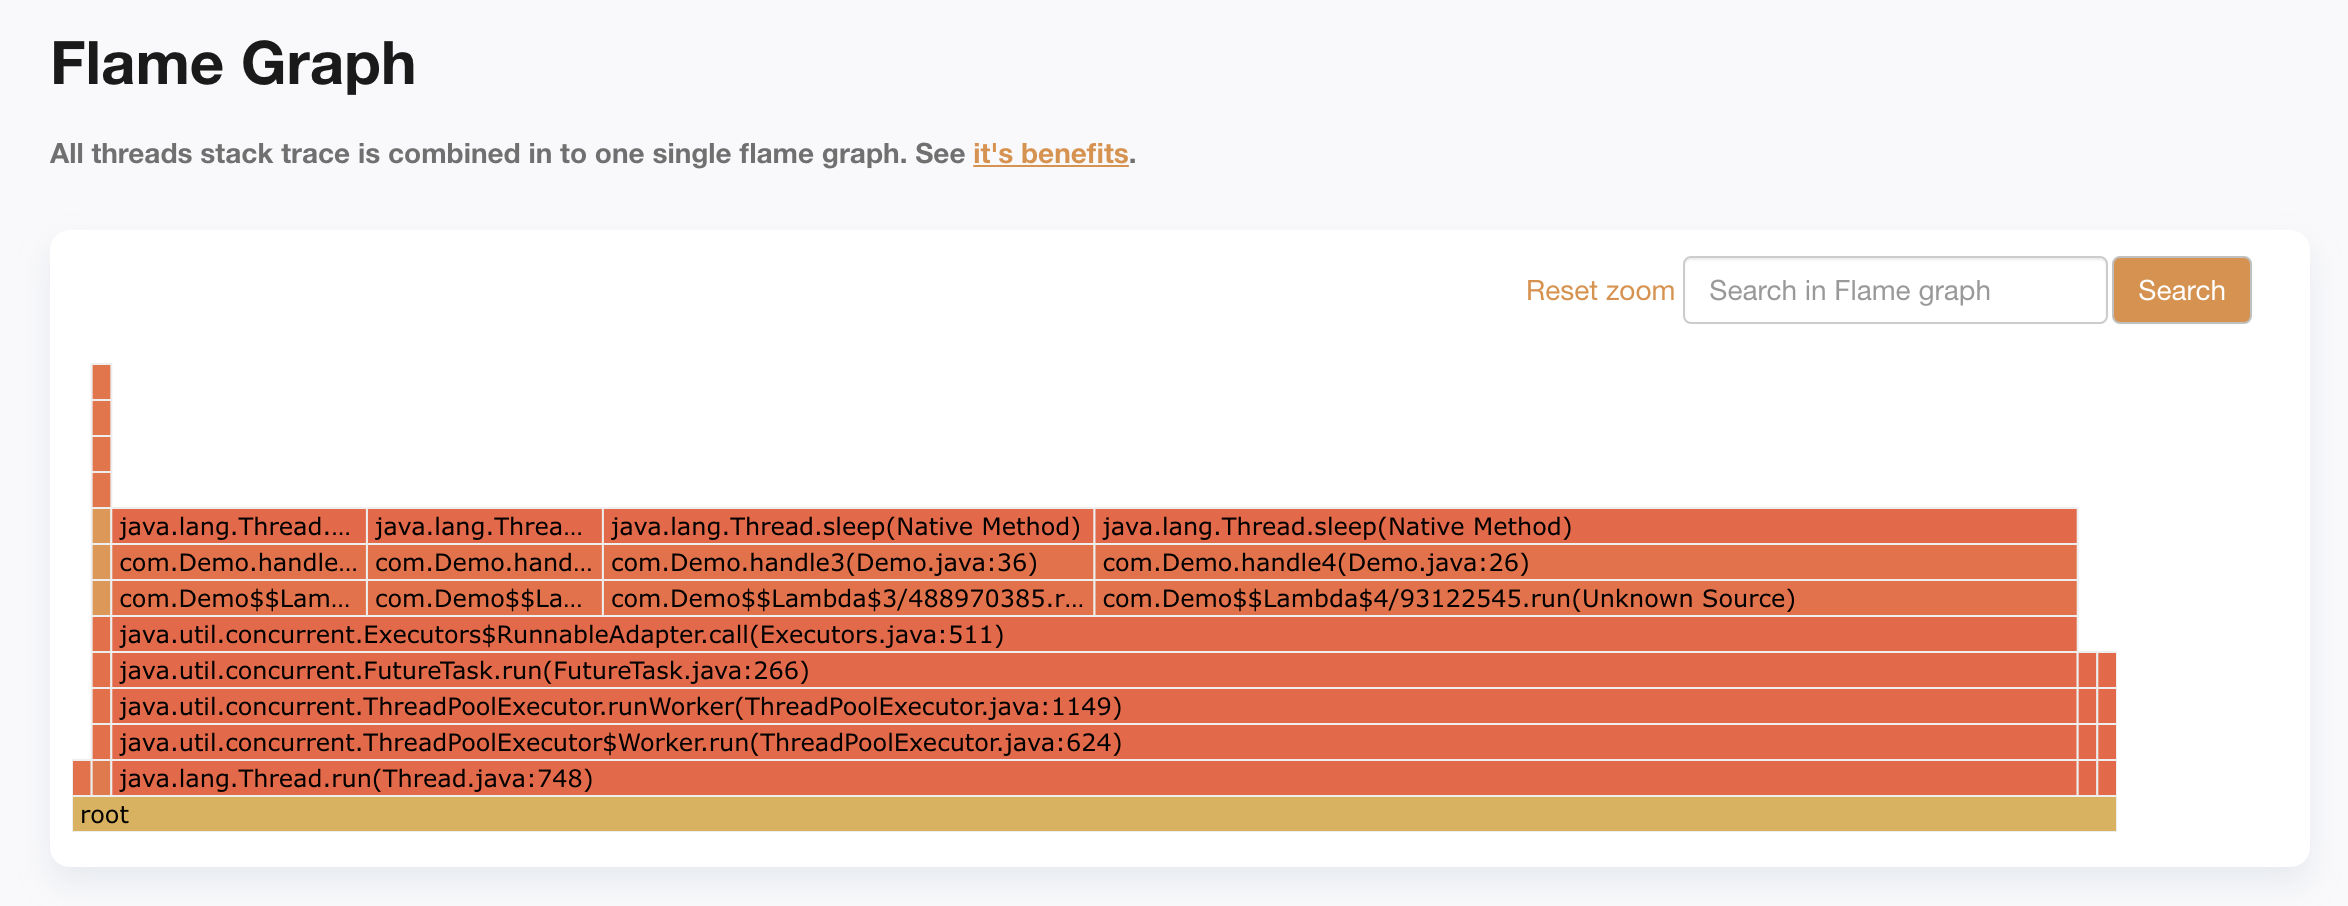 Flame Graph
All threads stack trace is combined in to one single flame graph. See it's benefits.
Reset zoom Search in Flame graph Search
java.lang.Thread.... java.lang.Threa... java.lang.Thread.sleep(Native Method) java.lang.Thread.sleep(Native Method)
com.Demo.handle... com.Demo.hand... com.Demo.handle3(Demo.java:36) com.Demo.handle4(Demo.java:26)
com.Demo$$Lam... com.Demo$$La... com.Demo$$Lambda$3/488970385.r... com.Demo$$Lambda$4/93122545.run(Unknown Source)
java.util.concurrent.Executors$RunnableAdapter.call(Executors.java:511)
java.util.concurrent.FutureTask.run(FutureTask.java:266)
java.util.concurrent.ThreadPoolExecutor.runWorker(ThreadPoolExecutor.java:1149)
java.util.concurrent.ThreadPoolExecutor$Worker.run(ThreadPoolExecutor.java:624)
java.lang.Thread.run(Thread.java:748)
root